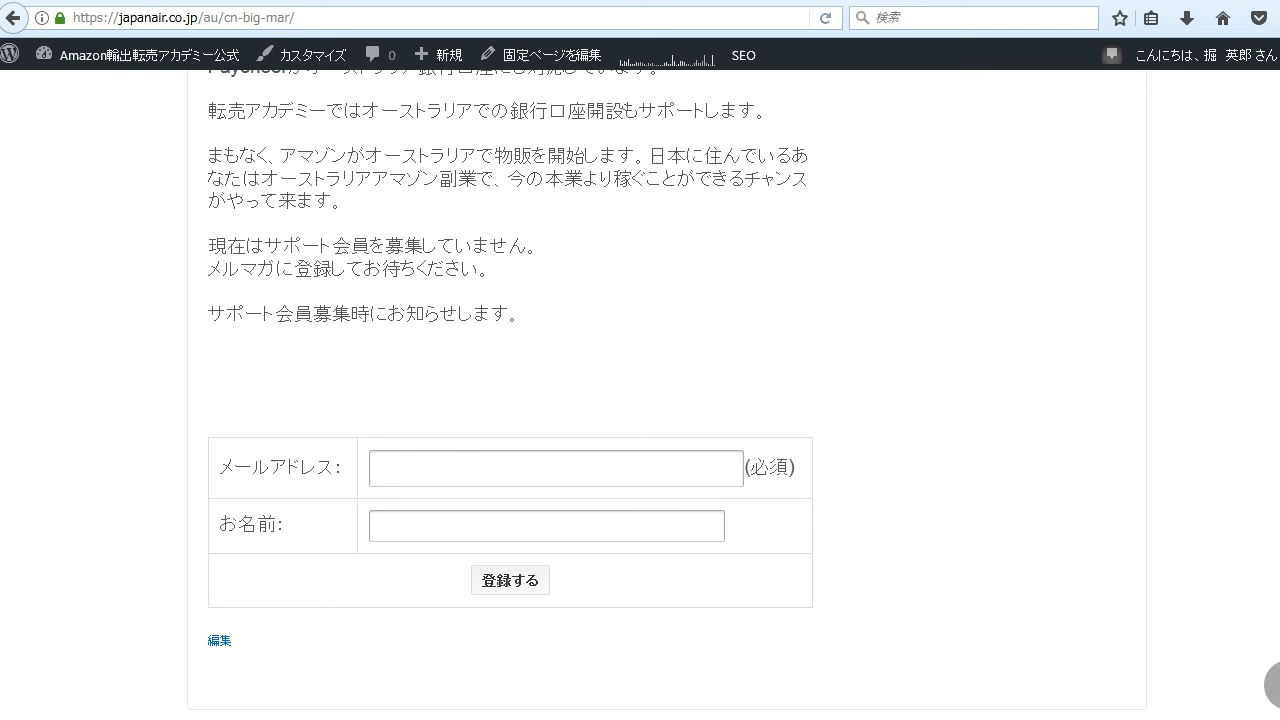 https://japanair.co.jp/au/cn-big-mar/
検索
Amazon輸出転売アカデミー公式 カスタマイズ 0 新規 固定ページを編集 SEO こんにちは、掘 英郎 さん
転売アカデミーではオーストラリアでの銀行口座開設もサポートします。
まもなく、アマゾンがオーストラリアで物販を開始します。日本に住んでいるあ
なたはオーストラリアアマゾン副業で、今の本業より稼ぐことができるチャンス
がやって来ます。
現在はサポート会員を募集していません。
メルマガに登録してお待ちください。
サポート会員募集時にお知らせします。
メールアドレス: (必須)
お名前:
登録する
編集